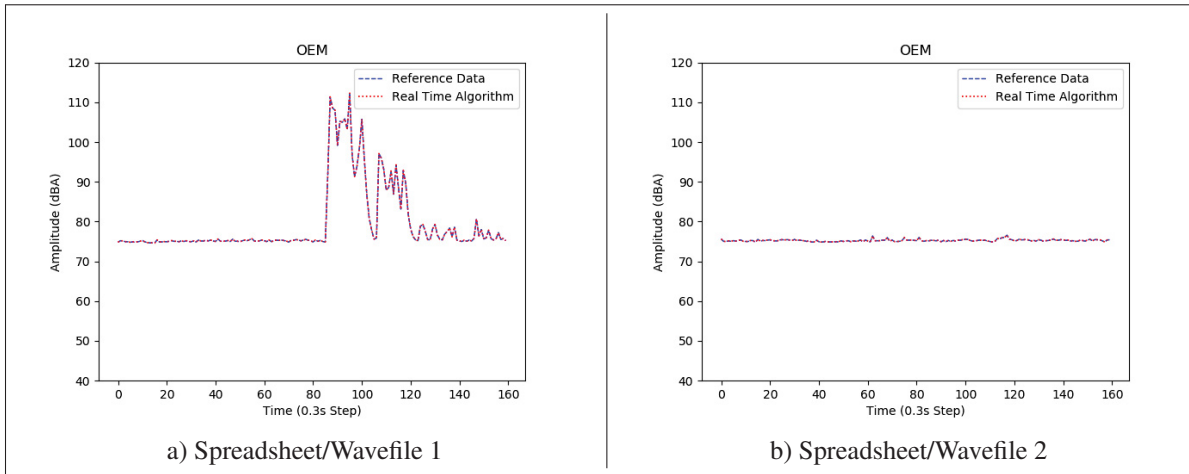 OEM
120
110
100
90
80
70
60
50
40
Amplitude (dBA)
Reference Data
Real Time Algorithm
0 20 40 60 80 100 120 140 160
Time (0.3s Step)
a) Spreadsheet/Wavefile 1
OEM
120
110
100
90
80
70
60
50
40
Amplitude (dBA)
Reference Data
Real Time Algorithm
0 20 40 60 80 100 120 140 160
Time (0.3s Step)
b) Spreadsheet/Wavefile 2